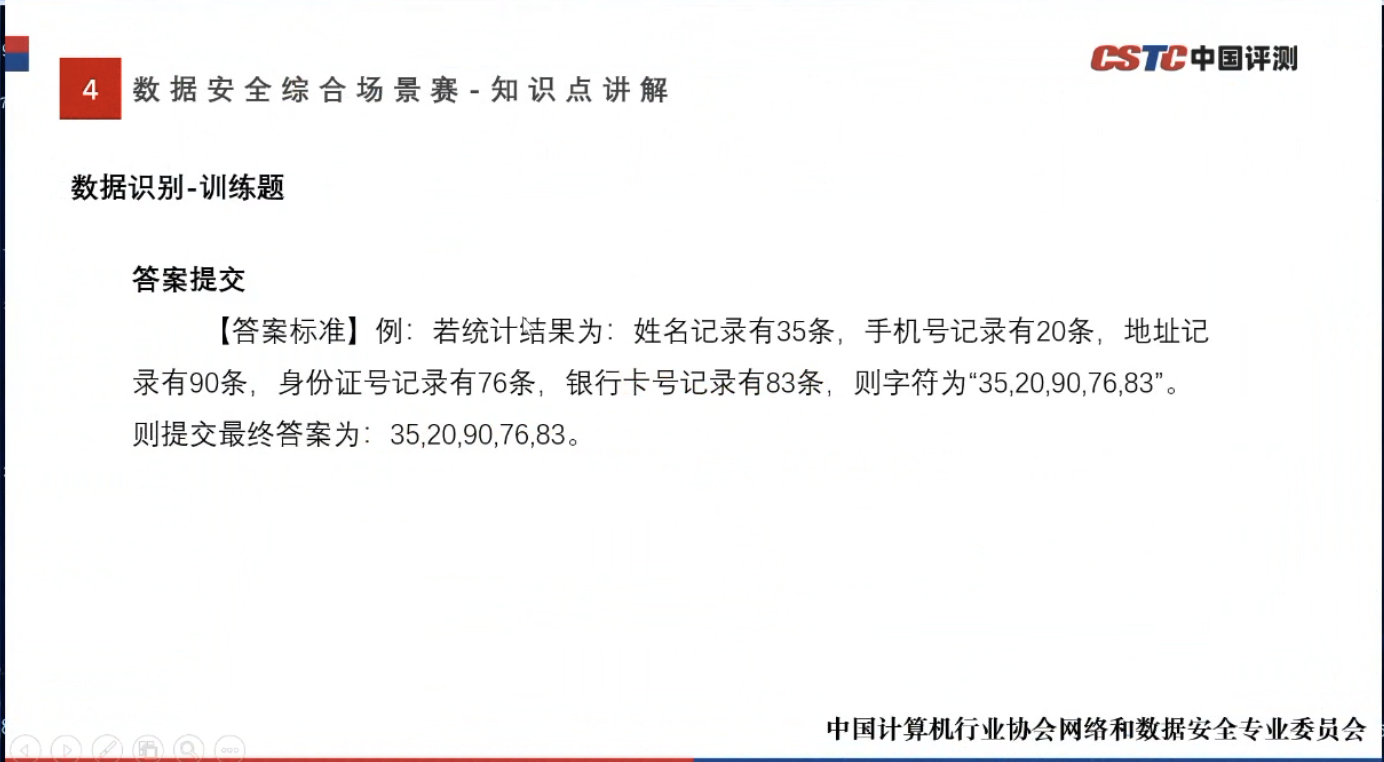 4
数据安全综合场景赛-知识点讲解
CSTC中国评测
数据识别-训练题
答案提交
【答案标准】例：若统计结果为：姓名记录有35条，手机号记录有20条，地址记
录有90条，身份证号记录有76条，银行卡号记录有83条，则字符为“35,20,90,76,83”。
则提交最终答案为：35,20,90,76,83。
中国计算机行业协会网络和数据安全专业委员会